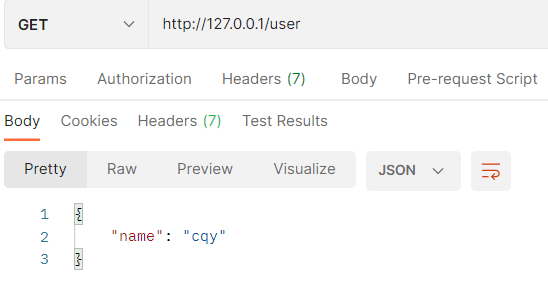 GET http://127.0.0.1/user
Params Authorization Headers (7) Body Pre-request Script
Body Cookies Headers (7) Test Results
Pretty Raw Preview Visualize JSON
1 {
2 "name": "cqy"
3 }